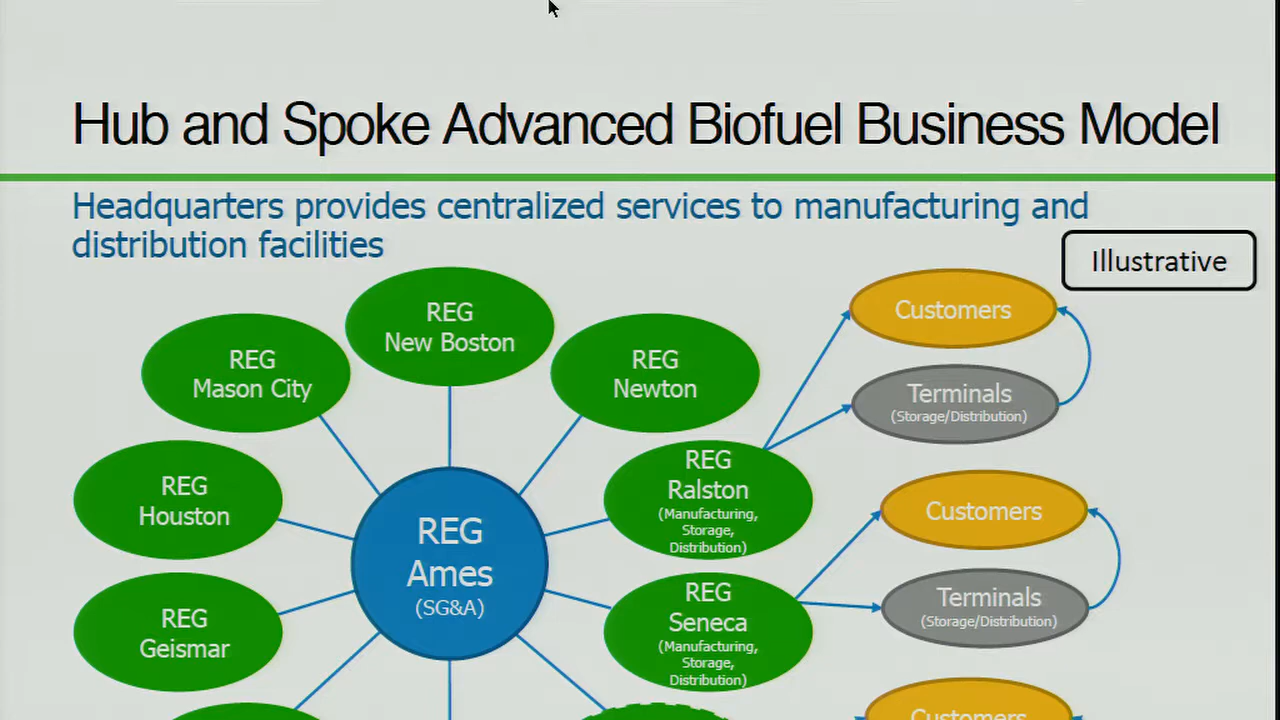 Hub and Spoke Advanced Biofuel Business Model
Headquarters provides centralized services to manufacturing and
distribution facilities
Illustrative
REG
New Boston
REG
Mason City
REG
Newton
REG
Houston
REG
Geismar
REG
Ames
(SG&A)
REG
Ralston
(Manufacturing,
Storage,
Distribution)
REG
Seneca
(Manufacturing,
Storage,
Distribution)
Customers
Terminals
(Storage/Distribution)
Customers
Terminals
(Storage/Distribution)
Customers